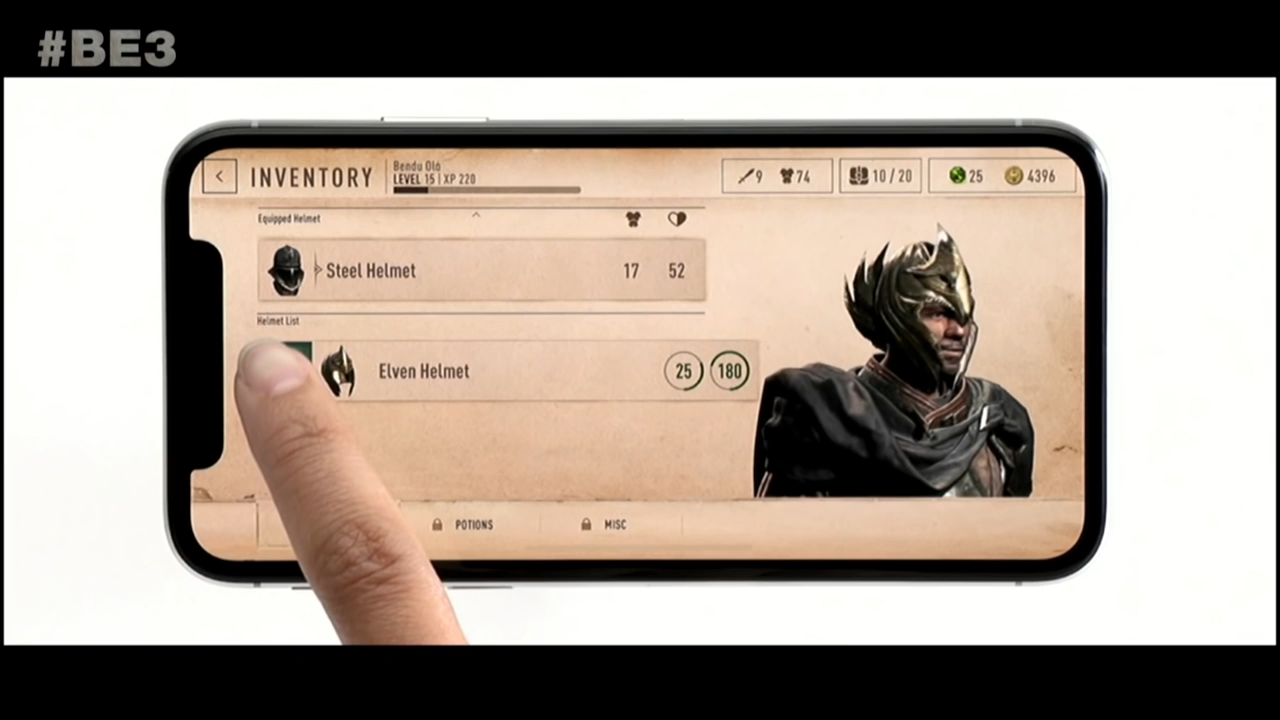 #BE3
INVENTORY
Bendu Olo
LEVEL 15 | XP 220
9
74
10 / 20
25
4396
Equipped Helmet
Steel Helmet
17
52
Helmet List
Elven Helmet
25
180
POTIONS
MISC